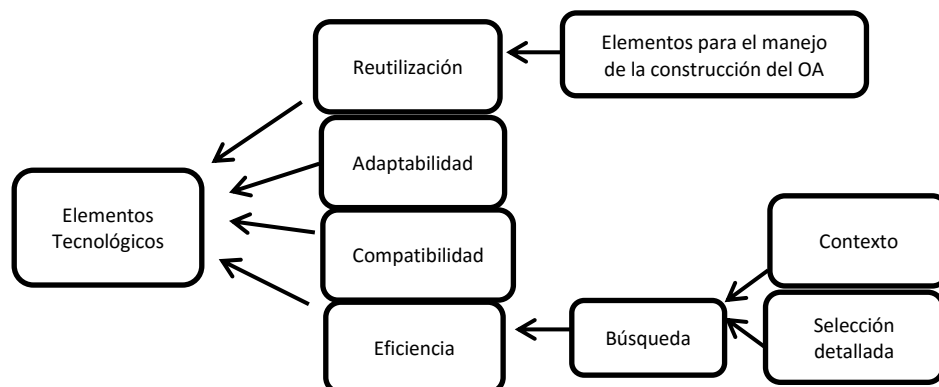 Reutilización
Elementos para el manejo
de la construcción del OA
Adaptabilidad
Elementos
Tecnológicos
Compatibilidad
Contexto
Eficiencia
Búsqueda
Selección
detallada